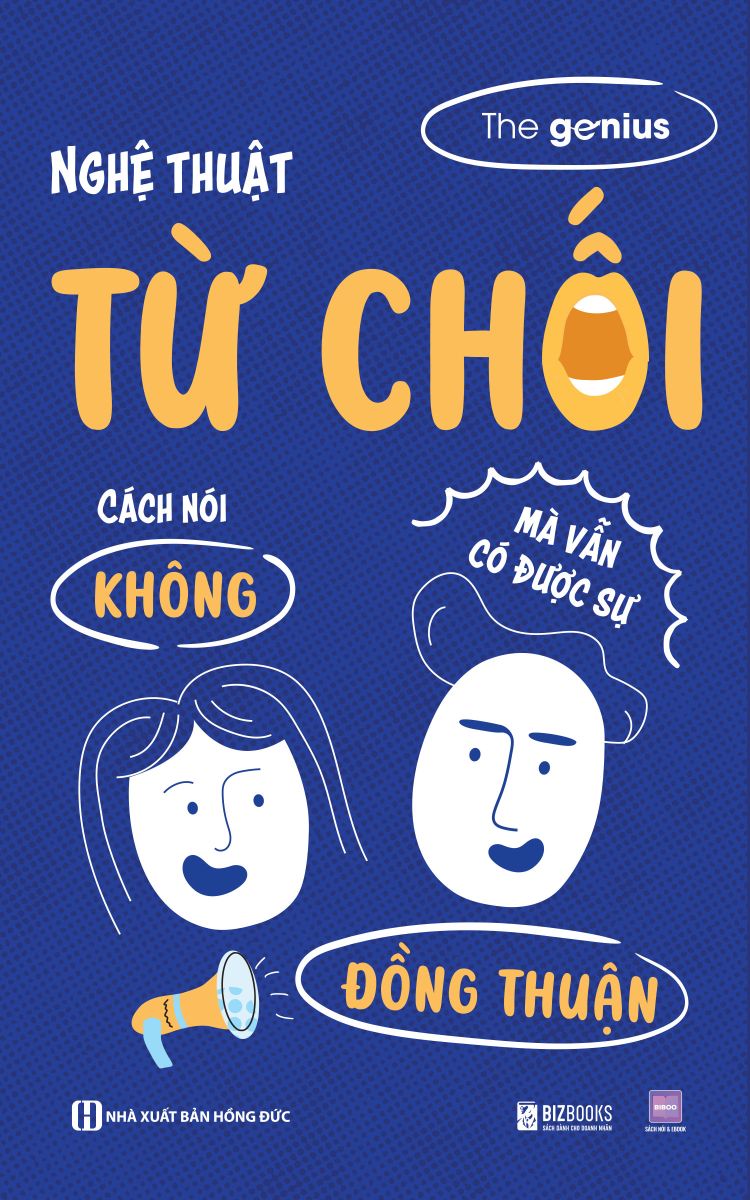 The genius
NGHỆ THUẬT
TỪ CHỐI
CÁCH NÓI
KHÔNG
MÀ VẪN
CÓ ĐƯỢC SỰ
ĐỒNG THUẬN
NHÀ XUẤT BẢN HỒNG ĐỨC
BIZBOOKS
SÁCH DÀNH CHO DOANH NHÂN
BIBOO
SÁCH NÓI & EBOOK